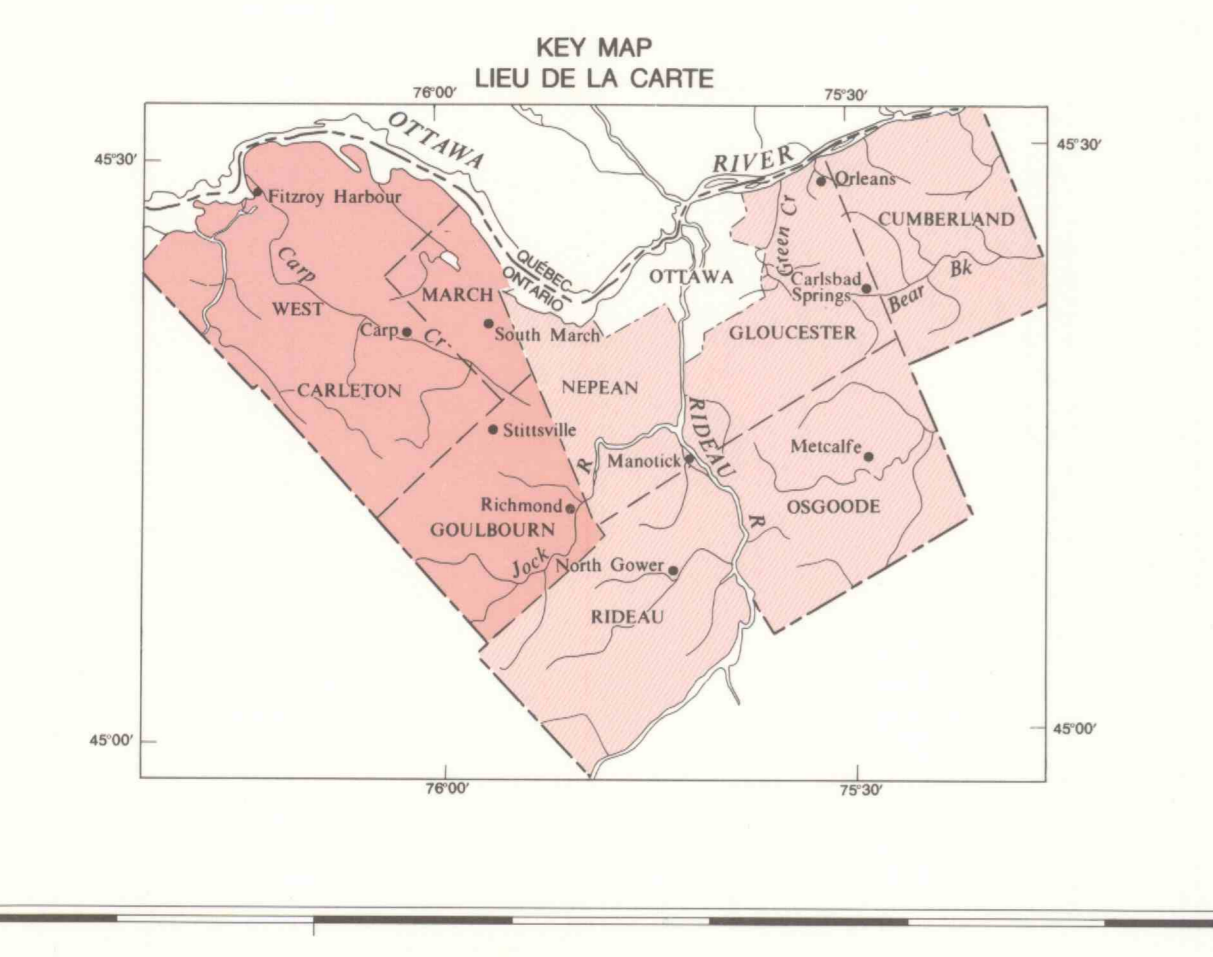 KEY MAP
LIEU DE LA CARTE
76°00′
75°30′
45°30′
45°30′
OTTAWA
RIVER
Fitzroy Harbour
Orleans
CUMBERLAND
Green Cr
Carp
QUÉBEC
ONTARIO
OTTAWA
Carlsbad
Springs
Bear
Bk
WEST
MARCH
Carp
Cr
South March
GLOUCESTER
CARLETON
NEPEAN
RIDEAU
Stittsville
R
Manotick
Metcalfe
Richmond
GOULBOURN
OSGOODE
R
Jock
North Gower
RIDEAU
45°00′
45°00′
76°00′
75°30′